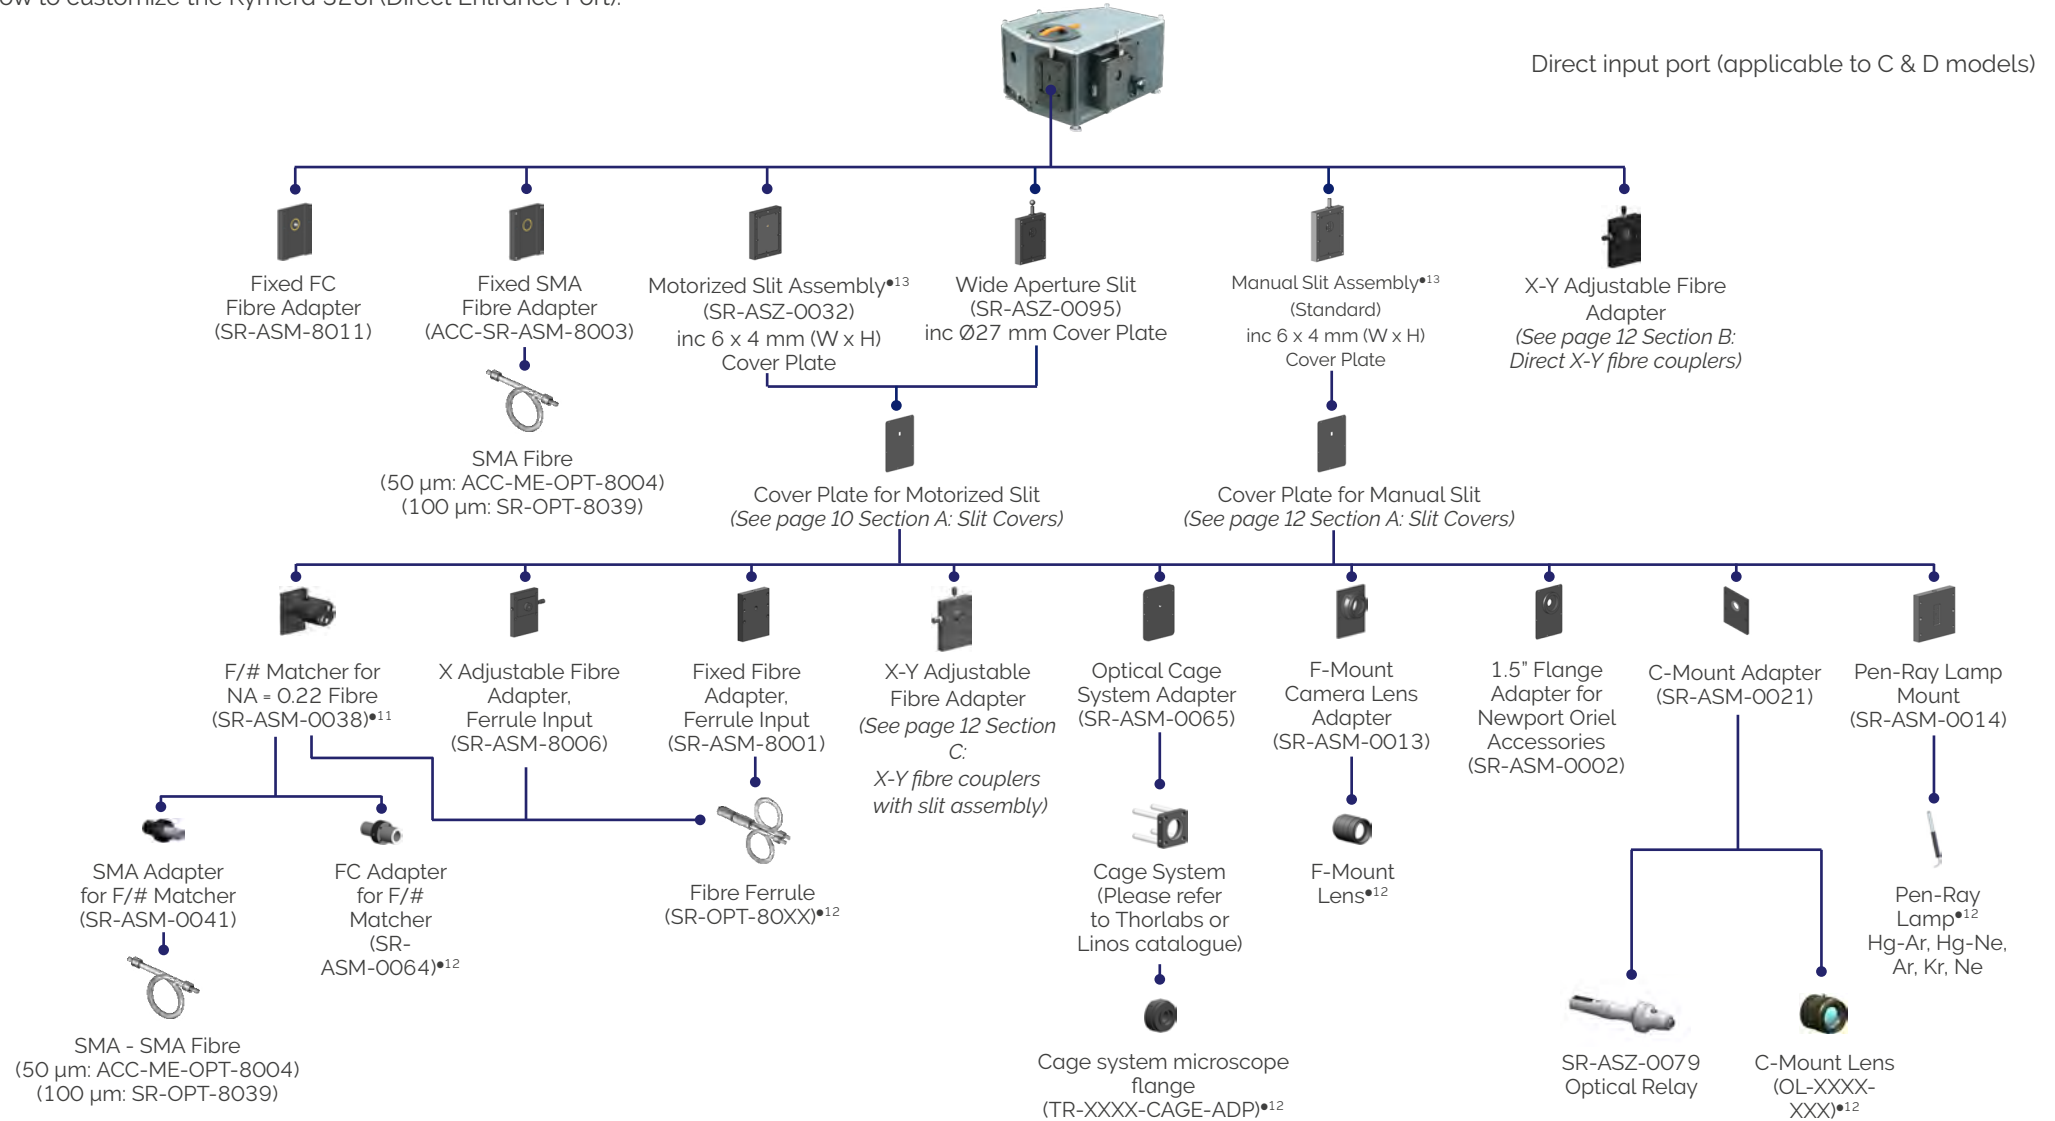 to customize the Kymera 328i (Direct Entrance Port).
Direct input port (applicable to C & D models)
Fixed FC
Fibre Adapter
(SR-ASM-8011)
Fixed SMA
Fibre Adapter
(ACC-SR-ASM-8003)
Motorized Slit Assembly●13
(SR-ASZ-0032)
inc 6 x 4 mm (W x H)
Cover Plate
Wide Aperture Slit
(SR-ASZ-0095)
inc Ø27 mm Cover Plate
Manual Slit Assembly●13
(Standard)
inc 6 x 4 mm (W x H)
Cover Plate
X-Y Adjustable Fibre
Adapter
(See page 12 Section B:
Direct X-Y fibre couplers)
SMA Fibre
(50 µm: ACC-ME-OPT-8004)
(100 µm: SR-OPT-8039)
Cover Plate for Motorized Slit
(See page 10 Section A: Slit Covers)
Cover Plate for Manual Slit
(See page 12 Section A: Slit Covers)
F/# Matcher for
NA = 0.22 Fibre
(SR-ASM-0038)●11
X Adjustable Fibre
Adapter,
Ferrule Input
(SR-ASM-8006)
Fixed Fibre
Adapter,
Ferrule Input
(SR-ASM-8001)
X-Y Adjustable
Fibre Adapter
(See page 12 Section
C:
X-Y fibre couplers
with slit assembly)
Optical Cage
System Adapter
(SR-ASM-0065)
F-Mount
Camera Lens
Adapter
(SR-ASM-0013)
1.5” Flange
Adapter for
Newport Oriel
Accessories
(SR-ASM-0002)
C-Mount Adapter
(SR-ASM-0021)
Pen-Ray Lamp
Mount
(SR-ASM-0014)
SMA Adapter
for F/# Matcher
(SR-ASM-0041)
FC Adapter
for F/#
Matcher
(SR-
ASM-0064)●12
Fibre Ferrule
(SR-OPT-80XX)●12
Cage System
(Please refer
to Thorlabs or
Linos catalogue)
F-Mount
Lens●12
Pen-Ray
Lamp●12
Hg-Ar, Hg-Ne,
Ar, Kr, Ne
SMA - SMA Fibre
(50 µm: ACC-ME-OPT-8004)
(100 µm: SR-OPT-8039)
Cage system microscope
flange
(TR-XXXX-CAGE-ADP)●12
SR-ASZ-0079
Optical Relay
C-Mount Lens
(OL-XXXX-
XXX)●12